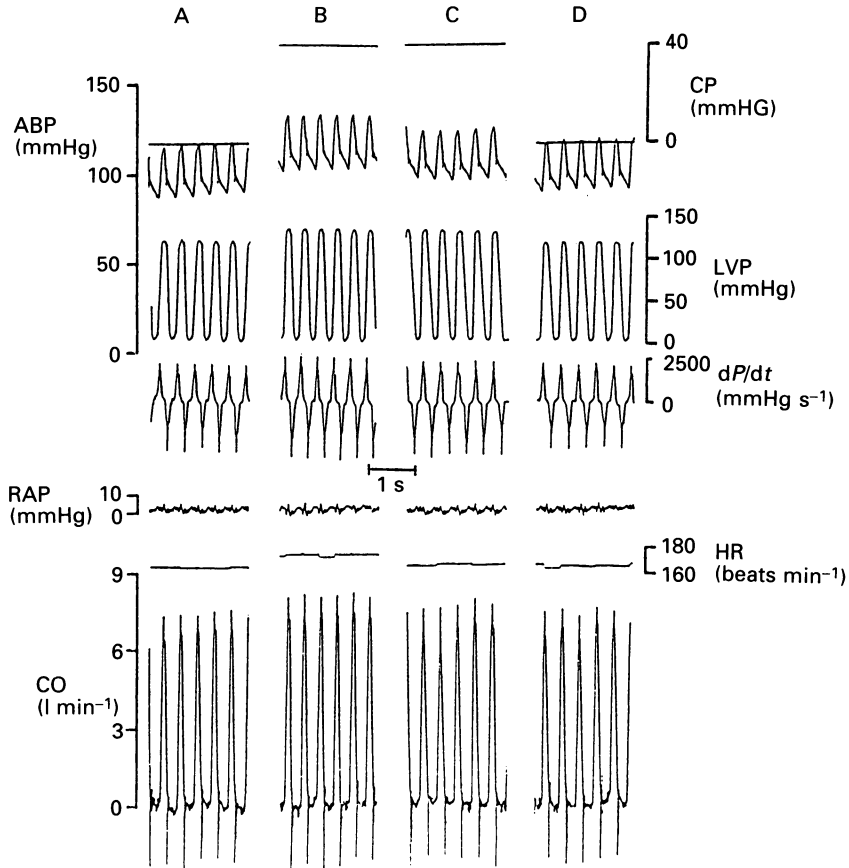 A B C D
150
ABP
(mmHg)
100
50
0
40
CP
(mmHG)
0
150
100
LVP
50
(mmHg)
0
2500
dP/dt
0
(mmHg s⁻¹)
1 s
RAP
(mmHg)
10
0
180
HR
160
(beats min⁻¹)
9
6
CO
(l min⁻¹)
3
0